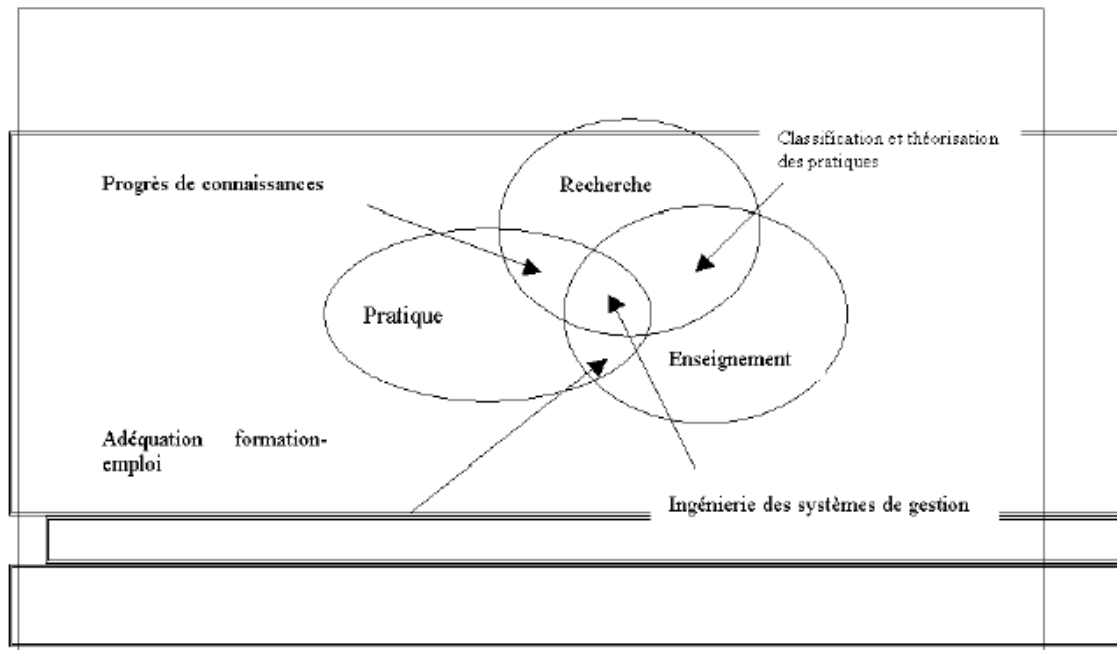 Classification et théorisation
des pratiques
Progrès de connaissances
Recherche
Pratique
Enseignement
Adéquation formation-
emploi
Ingénierie des systèmes de gestion